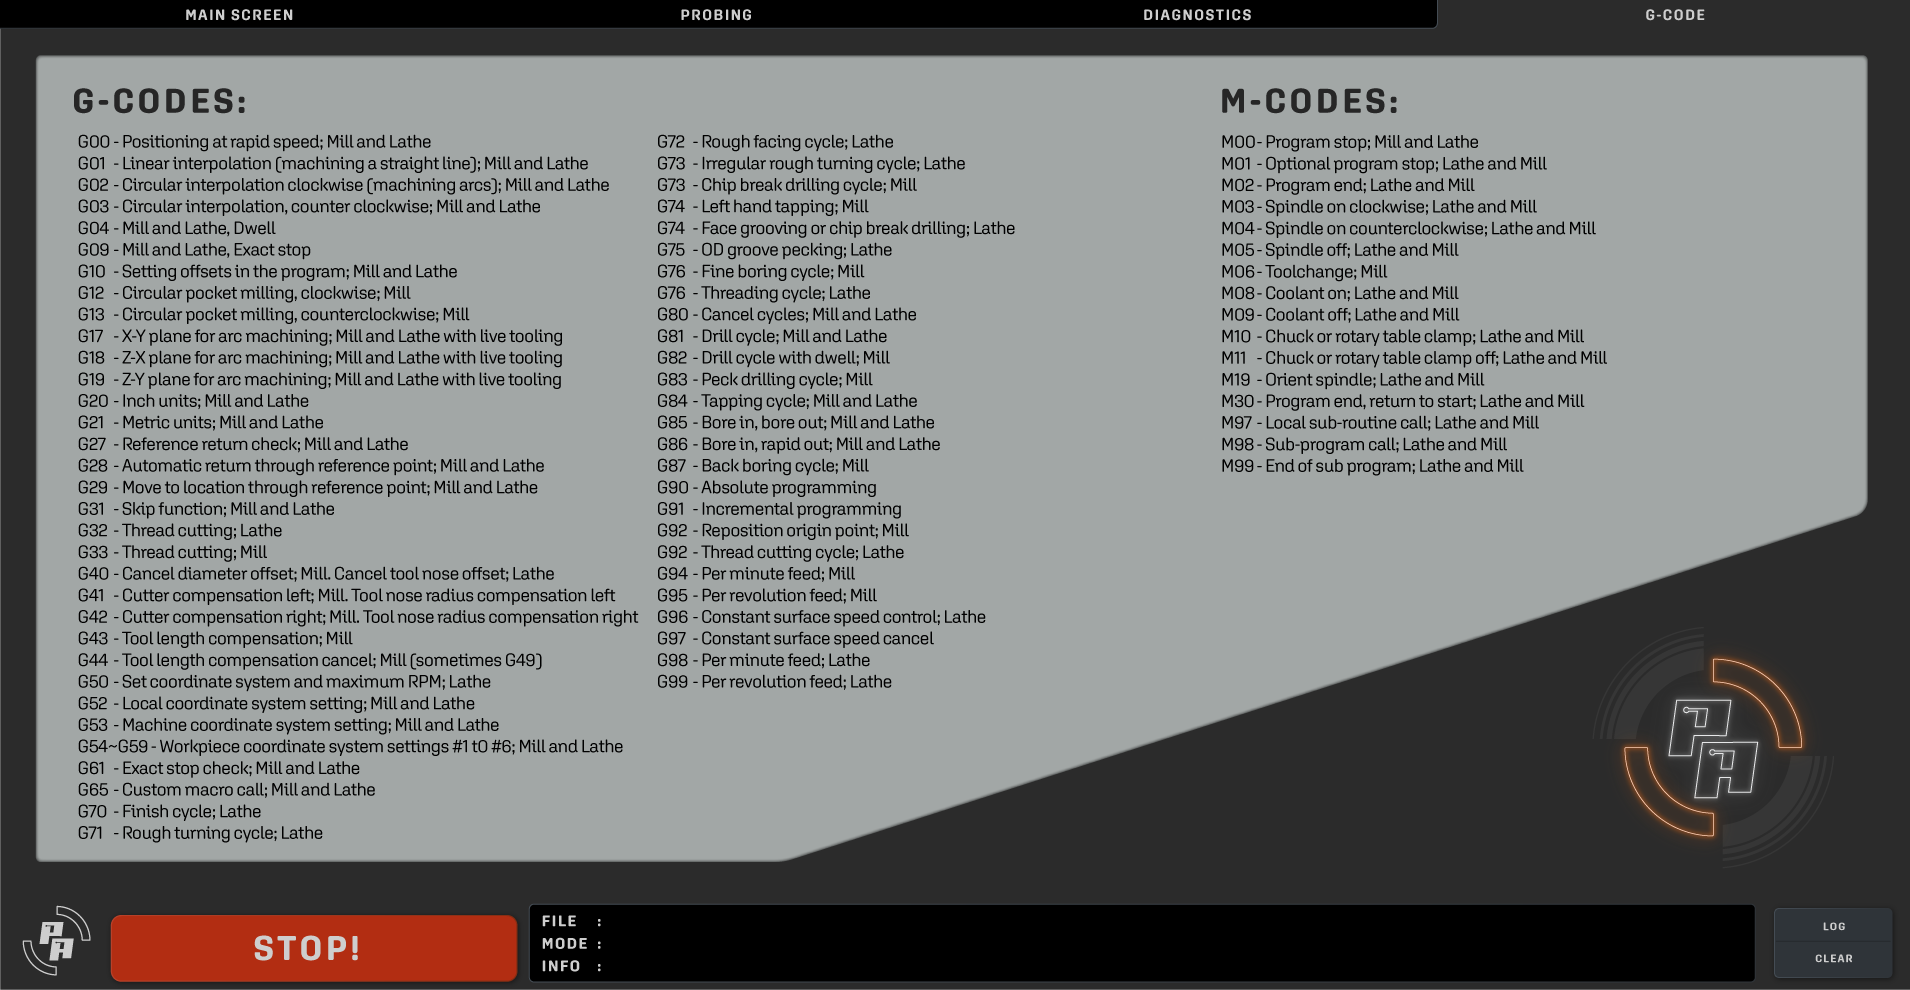 MAIN SCREEN
PROBING
DIAGNOSTICS
G-CODE
G-CODES:
G00 - Positioning at rapid speed; Mill and Lathe
G01 - Linear interpolation (machining a straight line); Mill and Lathe
G02 - Circular interpolation clockwise (machining arcs); Mill and Lathe
G03 - Circular interpolation, counter clockwise; Mill and Lathe
G04 - Mill and Lathe, Dwell
G09 - Mill and Lathe, Exact stop
G10 - Setting offsets in the program; Mill and Lathe
G12 - Circular pocket milling, clockwise; Mill
G13 - Circular pocket milling, counterclockwise; Mill
G17 - X-Y plane for arc machining; Mill and Lathe with live tooling
G18 - Z-X plane for arc machining; Mill and Lathe with live tooling
G19 - Z-Y plane for arc machining; Mill and Lathe with live tooling
G20 - Inch units; Mill and Lathe
G21 - Metric units; Mill and Lathe
G27 - Reference return check; Mill and Lathe
G28 - Automatic return through reference point; Mill and Lathe
G29 - Move to location through reference point; Mill and Lathe
G31 - Skip function; Mill and Lathe
G32 - Thread cutting; Lathe
G33 - Thread cutting; Mill
G40 - Cancel diameter offset; Mill. Cancel tool nose offset; Lathe
G41 - Cutter compensation left; Mill. Tool nose radius compensation left
G42 - Cutter compensation right; Mill. Tool nose radius compensation right
G43 - Tool length compensation; Mill
G44 - Tool length compensation cancel; Mill (sometimes G49)
G50 - Set coordinate system and maximum RPM; Lathe
G52 - Local coordinate system setting; Mill and Lathe
G53 - Machine coordinate system setting; Mill and Lathe
G54~G59 - Workpiece coordinate system settings #1 t0 #6; Mill and Lathe
G61 - Exact stop check; Mill and Lathe
G65 - Custom macro call; Mill and Lathe
G70 - Finish cycle; Lathe
G71 - Rough turning cycle; Lathe
G72 - Rough facing cycle; Lathe
G73 - Irregular rough turning cycle; Lathe
G73 - Chip break drilling cycle; Mill
G74 - Left hand tapping; Mill
G74 - Face grooving or chip break drilling; Lathe
G75 - OD groove pecking; Lathe
G76 - Fine boring cycle; Mill
G76 - Threading cycle; Lathe
G80 - Cancel cycles; Mill and Lathe
G81 - Drill cycle; Mill and Lathe
G82 - Drill cycle with dwell; Mill
G83 - Peck drilling cycle; Mill
G84 - Tapping cycle; Mill and Lathe
G85 - Bore in, bore out; Mill and Lathe
G86 - Bore in, rapid out; Mill and Lathe
G87 - Back boring cycle; Mill
G90 - Absolute programming
G91 - Incremental programming
G92 - Reposition origin point; Mill
G92 - Thread cutting cycle; Lathe
G94 - Per minute feed; Mill
G95 - Per revolution feed; Mill
G96 - Constant surface speed control; Lathe
G97 - Constant surface speed cancel
G98 - Per minute feed; Lathe
G99 - Per revolution feed; Lathe
M-CODES:
M00- Program stop; Mill and Lathe
M01 - Optional program stop; Lathe and Mill
M02 - Program end; Lathe and Mill
M03 - Spindle on clockwise; Lathe and Mill
M04 - Spindle on counterclockwise; Lathe and Mill
M05 - Spindle off; Lathe and Mill
M06 - Toolchange; Mill
M08 - Coolant on; Lathe and Mill
M09 - Coolant off; Lathe and Mill
M10 - Chuck or rotary table clamp; Lathe and Mill
M11 - Chuck or rotary table clamp off; Lathe and Mill
M19 - Orient spindle; Lathe and Mill
M30 - Program end, return to start; Lathe and Mill
M97 - Local sub-routine call; Lathe and Mill
M98 - Sub-program call; Lathe and Mill
M99 - End of sub program; Lathe and Mill
PA
PA
STOP!
FILE :
MODE :
INFO :
LOG
CLEAR